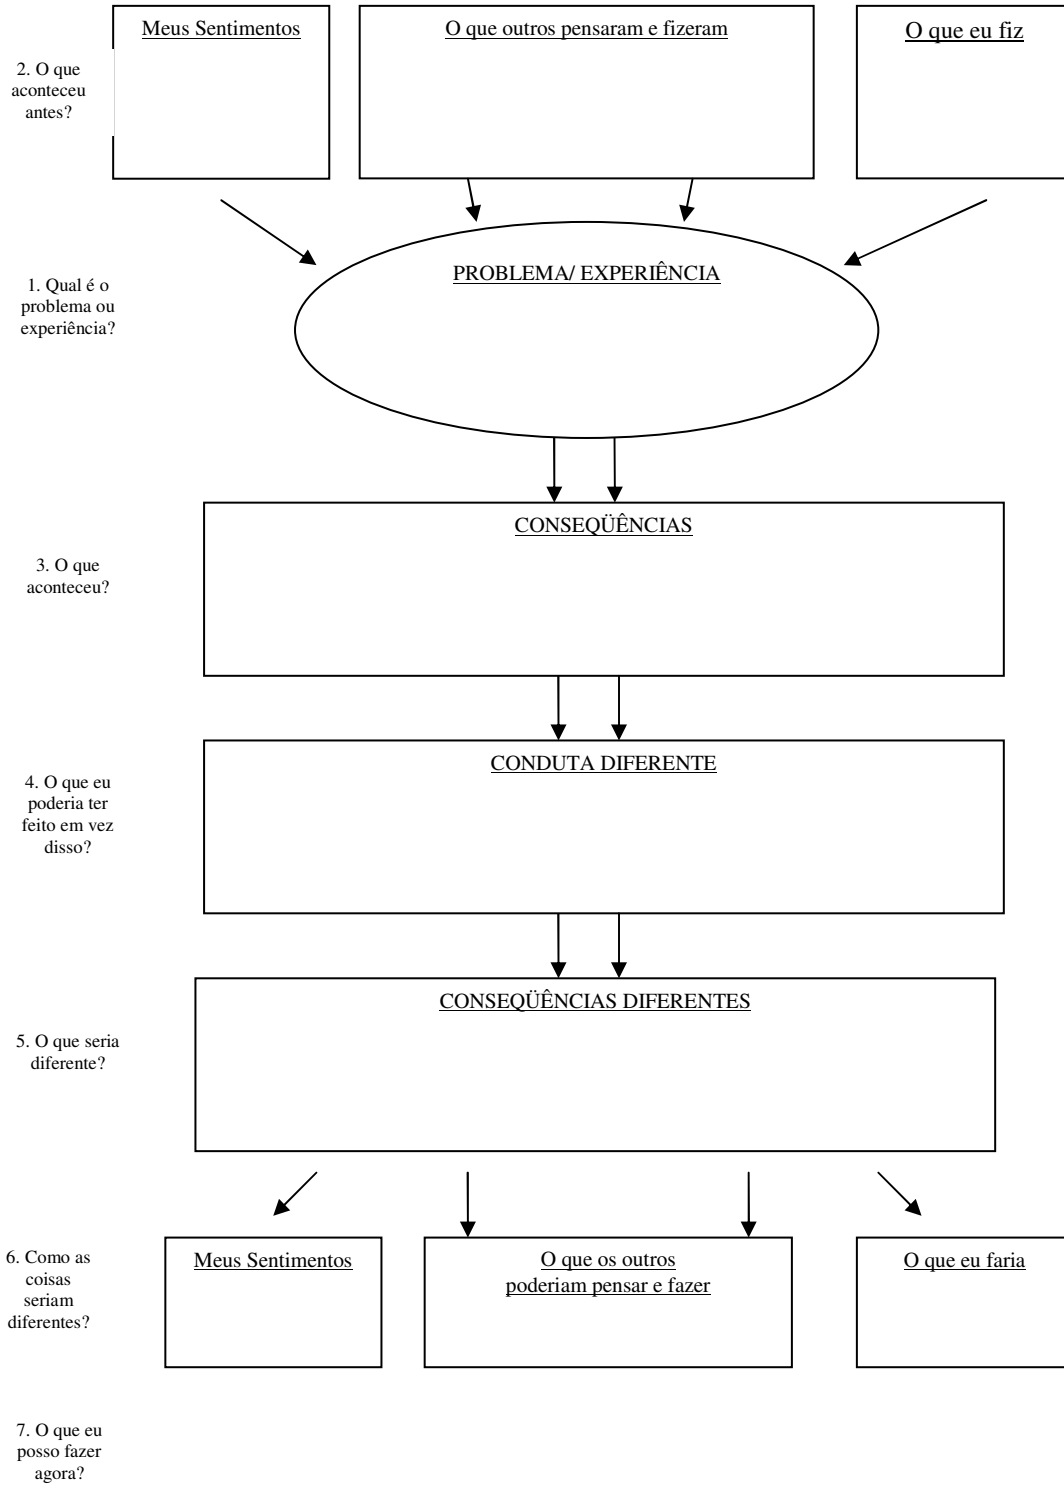 Meus Sentimentos
O que outros pensaram e fizeram
O que eu fiz
2. O que
aconteceu
antes?
PROBLEMA/ EXPERIÊNCIA
1. Qual é o
problema ou
experiência?
CONSEQÜÊNCIAS
3. O que
aconteceu?
CONDUTA DIFERENTE
4. O que eu
poderia ter
feito em vez
disso?
CONSEQÜÊNCIAS DIFERENTES
5. O que seria
diferente?
6. Como as
coisas
seriam
diferentes?
Meus Sentimentos
O que os outros
poderiam pensar e fazer
O que eu faria
7. O que eu
posso fazer
agora?